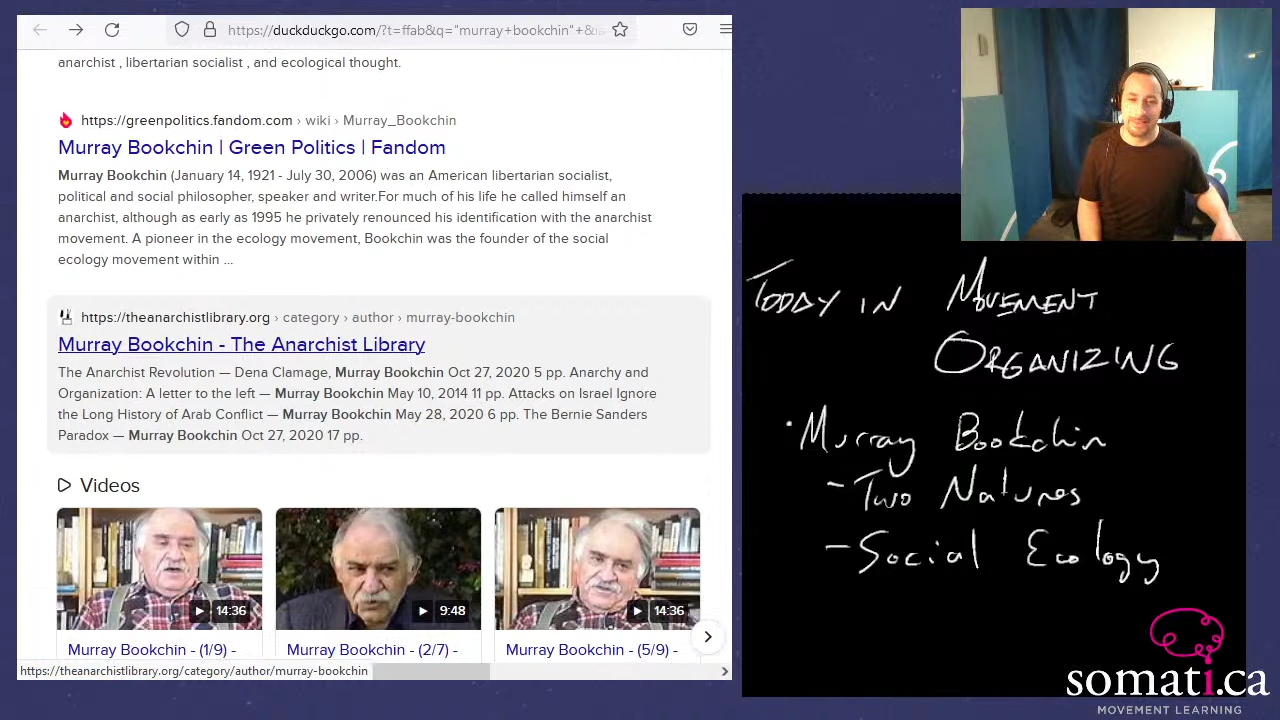 https://duckduckgo.com/?t=ffab&q="murray+bookchin"+&ia
anarchist , libertarian socialist , and ecological thought.
https://greenpolitics.fandom.com › wiki › Murray_Bookchin
Murray Bookchin | Green Politics | Fandom
Murray Bookchin (January 14, 1921 - July 30, 2006) was an American libertarian socialist,
political and social philosopher, speaker and writer.For much of his life he called himself an
anarchist, although as early as 1995 he privately renounced his identification with the anarchist
movement. A pioneer in the ecology movement, Bookchin was the founder of the social
ecology movement within ...
https://theanarchistlibrary.org › category › author › murray-bookchin
Murray Bookchin - The Anarchist Library
The Anarchist Revolution — Dena Clamage, Murray Bookchin Oct 27, 2020 5 pp. Anarchy and
Organization: A letter to the left — Murray Bookchin May 10, 2014 11 pp. Attacks on Israel Ignore
the Long History of Arab Conflict — Murray Bookchin May 28, 2020 6 pp. The Bernie Sanders
Paradox — Murray Bookchin Oct 27, 2020 17 pp.
Videos
14:36
9:48
14:36
Murray Bookchin - (1/9) -
Murray Bookchin - (2/7) -
Murray Bookchin - (5/9) -
https://theanarchistlibrary.org/category/author/murray-bookchin
TODAY IN MOVEMENT
ORGANIZING
• Murray Bookchin
- Two Natures
- Social Ecology
somati.ca
MOVEMENT LEARNING